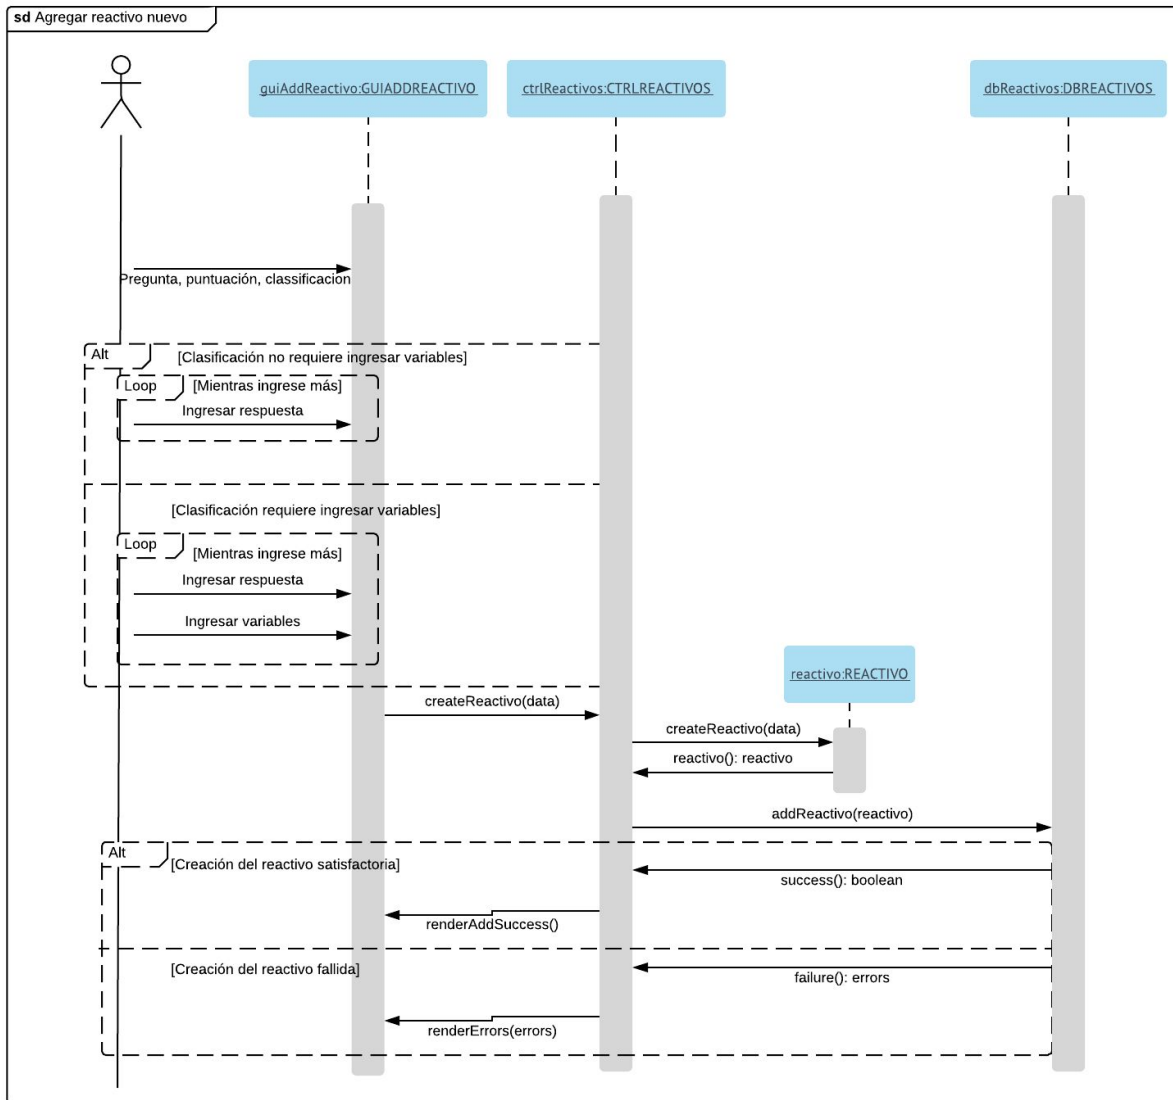 sd Agregar reactivo nuevo
guiAddReactivo:GUIADDREACTIVO
ctrlReactivos:CTRLREACTIVOS
dbReactivos:DBREACTIVOS
Pregunta, puntuación, classificacion
Alt
[Clasificación no requiere ingresar variables]
Loop
[Mientras ingrese más]
Ingresar respuesta
[Clasificación requiere ingresar variables]
Loop
[Mientras ingrese más]
Ingresar respuesta
Ingresar variables
reactivo:REACTIVO
createReactivo(data)
createReactivo(data)
reactivo(): reactivo
addReactivo(reactivo)
Alt
[Creación del reactivo satisfactoria]
success(): boolean
renderAddSuccess()
[Creación del reactivo fallida]
failure(): errors
renderErrors(errors)